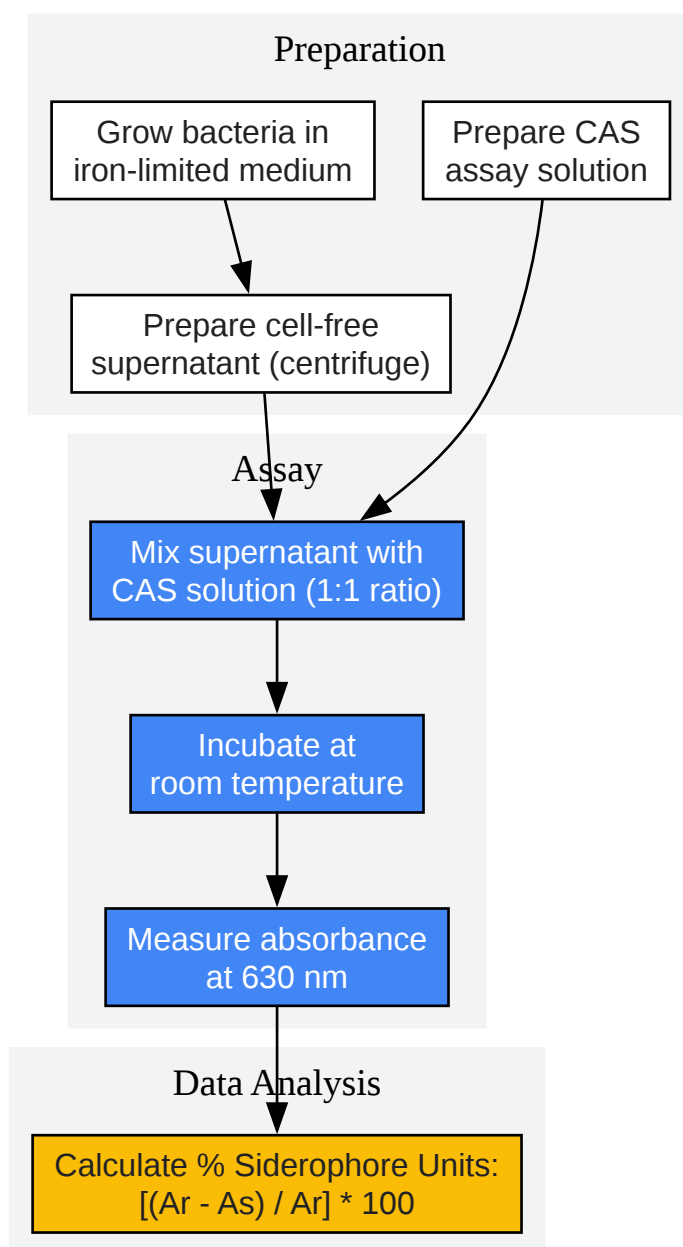 Preparation
Grow bacteria in
iron-limited medium
Prepare CAS
assay solution
Prepare cell-free
supernatant (centrifuge)
Assay
Mix supernatant with
CAS solution (1:1 ratio)
Incubate at
room temperature
Measure absorbance
at 630 nm
Data Analysis
Calculate % Siderophore Units:
[(Ar - As) / Ar] * 100